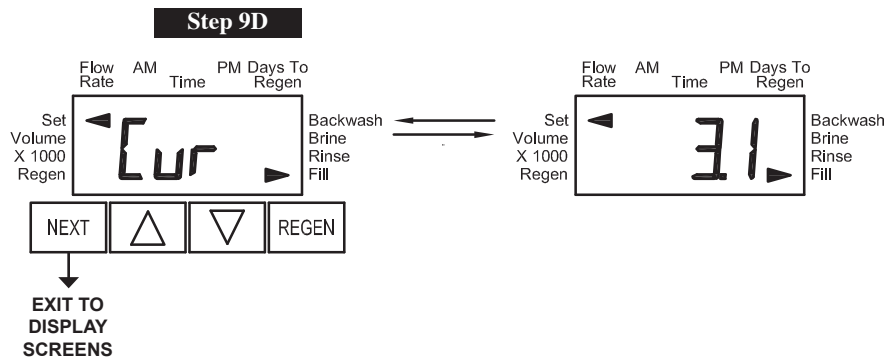 Step 9D
Flow Rate AM Time PM Days To Regen
Set
Volume
X 1000
Regen
Cur
Backwash
Brine
Rinse
Fill
Flow Rate AM Time PM Days To Regen
Set
Volume
X 1000
Regen
3.1
Backwash
Brine
Rinse
Fill
NEXT REGEN
EXIT TO
DISPLAY
SCREENS